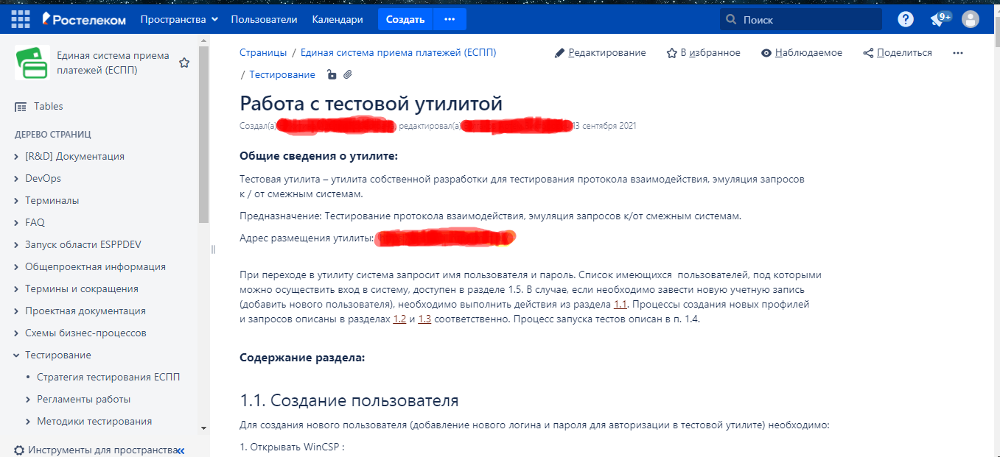 Ростелеком Пространства Пользователи Календари Создать ••• Поиск ? 9+
Единая система приема
платежей (ЕСПП)
Tables
ДЕРЕВО СТРАНИЦ
[R&D] Документация
DevOps
Терминалы
FAQ
Запуск области ESPPDEV
Общепроектная информация
Термины и сокращения
Проектная документация
Схемы бизнес-процессов
Тестирование
• Стратегия тестирования ЕСПП
Регламенты работы
Методики тестирования
Инструменты для пространства «
Страницы / Единая система приема платежей (ЕСПП) Редактирование В избранное Наблюдаемое Поделиться •••
/ Тестирование
Работа с тестовой утилитой
Создал(а) редактировал(а) 13 сентября 2021
Общие сведения о утилите:
Тестовая утилита – утилита собственной разработки для тестирования протокола взаимодействия, эмуляция запросов
к / от смежным системам.
Предназначение: Тестирование протокола взаимодействия, эмуляция запросов к/от смежным системам.
Адрес размещения утилиты:
При переходе в утилиту система запросит имя пользователя и пароль. Список имеющихся пользователей, под которыми
можно осуществить вход в систему, доступен в разделе 1.5. В случае, если необходимо завести новую учетную запись
(добавить нового пользователя), необходимо выполнить действия из раздела 1.1. Процессы создания новых профилей
и запросов описаны в разделах 1.2 и 1.3 соответственно. Процесс запуска тестов описан в п. 1.4.
Содержание раздела:
1.1. Создание пользователя
Для создания нового пользователя (добавление нового логина и пароля для авторизации в тестовой утилите) необходимо:
1. Открывать WinCSP :